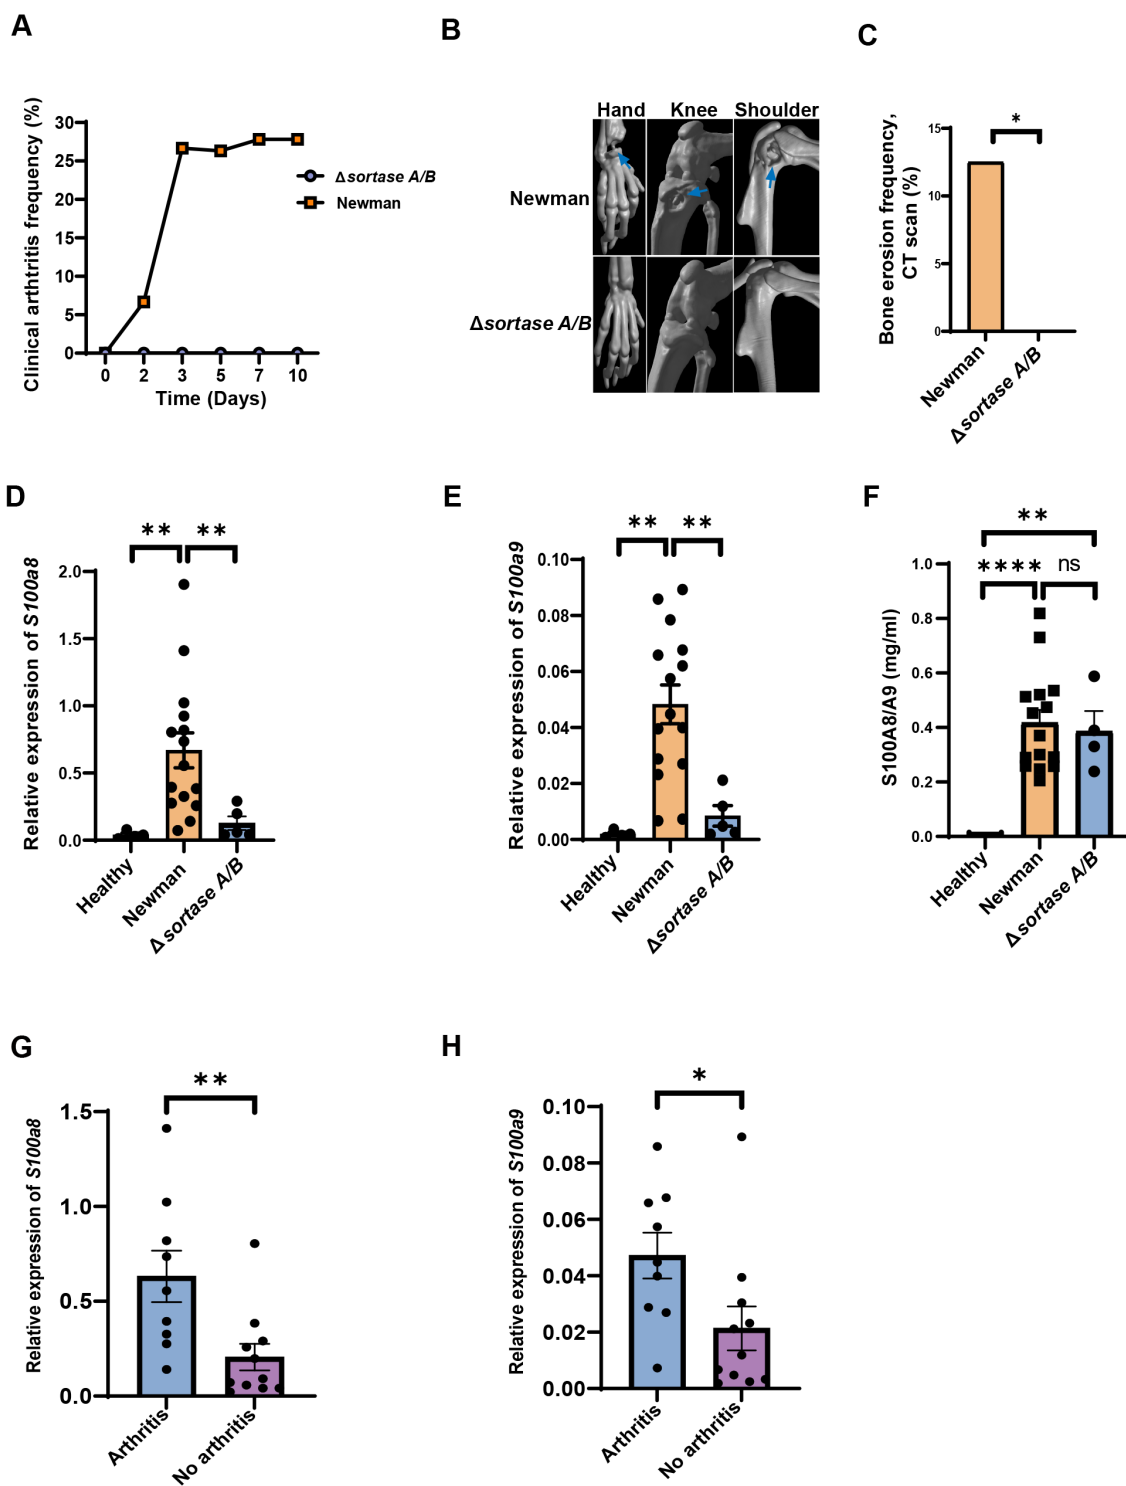 A
Clinical arthtritis frequency (%)
30
25
20
15
10
5
0
0 2 3 5 7 10
Time (Days)
Δsortase A/B
Newman
B
Hand Knee Shoulder
Newman
Δsortase A/B
C
Bone erosion frequency,
CT scan (%)
15
10
5
0
*
Newman
Δsortase A/B
D
Relative expression of S100a8
2.0
1.5
1.0
0.5
0.0
** **
Healthy
Newman
Δsortase A/B
E
Relative expression of S100a9
0.10
0.08
0.06
0.04
0.02
0.00
** **
Healthy
Newman
Δsortase A/B
F
S100A8/A9 (mg/ml)
1.0
0.8
0.6
0.4
0.2
0.0
**
**** ns
Healthy
Newman
Δsortase A/B
G
Relative expression of S100a8
1.5
1.0
0.5
0.0
**
Arthritis
No arthritis
H
Relative expression of S100a9
0.10
0.08
0.06
0.04
0.02
0.00
*
Arthritis
No arthritis